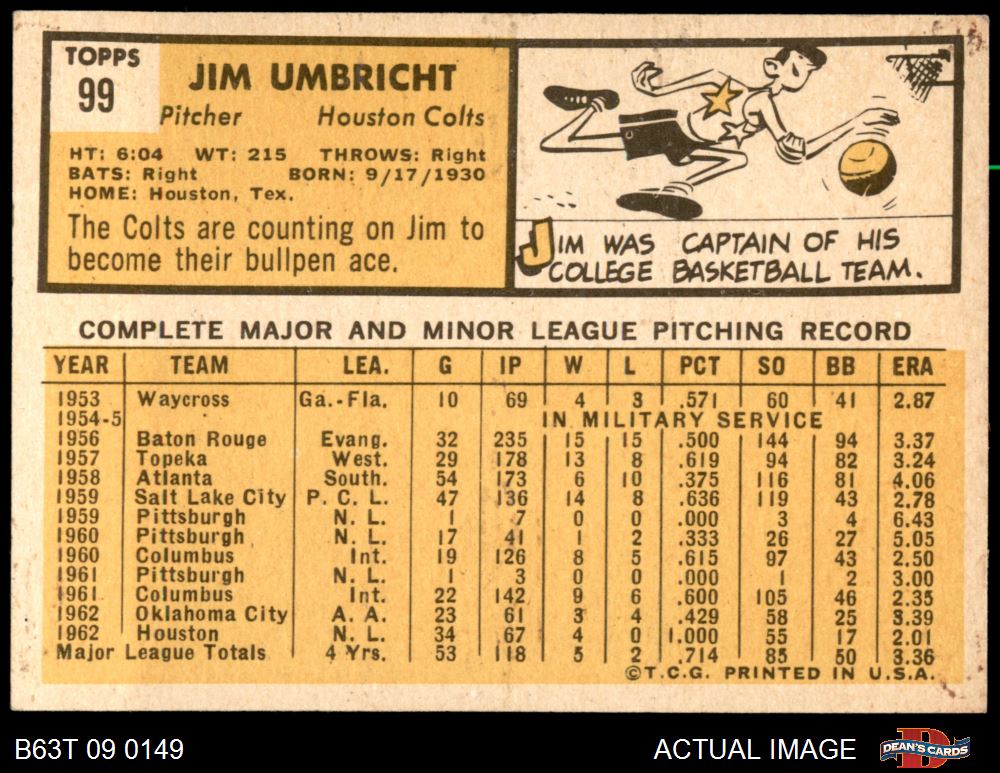 TOPPS
99
JIM UMBRICHT
Pitcher Houston Colts
HT: 6:04 WT: 215 THROWS: Right
BATS: Right BORN: 9/17/1930
HOME: Houston, Tex.
The Colts are counting on Jim to
become their bullpen ace.
JIM WAS CAPTAIN OF HIS
COLLEGE BASKETBALL TEAM.
COMPLETE MAJOR AND MINOR LEAGUE PITCHING RECORD
YEAR TEAM LEA. G IP W L PCT SO BB ERA
1953 Waycross Ga.-Fla. 10 69 4 3 .571 60 41 2.87
1954-5 IN MILITARY SERVICE
1956 Baton Rouge Evang. 32 235 15 15 .500 144 94 3.37
1957 Topeka West. 29 178 13 8 .619 94 82 3.24
1958 Atlanta South. 54 173 6 10 .375 116 81 4.06
1959 Salt Lake City P. C. L. 47 136 14 8 .636 119 43 2.78
1959 Pittsburgh N. L. 1 7 0 0 .000 3 4 6.43
1960 Pittsburgh N. L. 17 41 1 2 .333 26 27 5.05
1960 Columbus Int. 19 126 8 5 .615 97 43 2.50
1961 Pittsburgh N. L. 1 3 0 0 .000 1 2 3.00
1961 Columbus Int. 22 142 9 6 .600 105 46 2.35
1962 Oklahoma City A. A. 23 61 3 4 .429 58 25 3.39
1962 Houston N. L. 34 67 4 0 1.000 55 17 2.01
Major League Totals 4 Yrs. 53 118 5 2 .714 85 50 3.36
©T.C.G. PRINTED IN U.S.A.
B63T 09 0149 ACTUAL IMAGE D DEAN'S CARDS